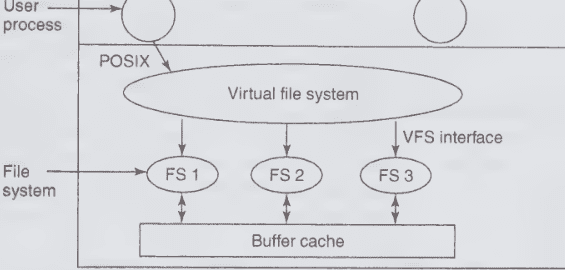 User
process
POSIX
Virtual file system
VFS interface
File
system
FS 1
FS 2
FS 3
Buffer cache